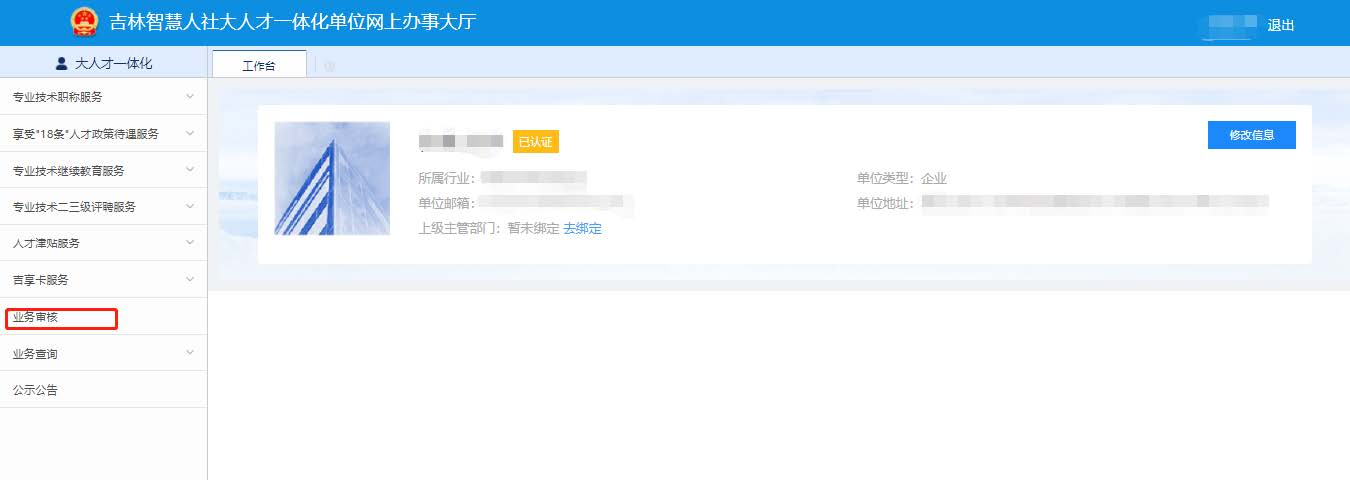 吉林智慧人社大人才一体化单位网上办事大厅
退出
大人才一体化
工作台
专业技术职称服务
享受"18条"人才政策待遇服务
专业技术继续教育服务
专业技术二三级评聘服务
人才津贴服务
吉享卡服务
业务审核
业务查询
公示公告
已认证
修改信息
所属行业：
单位类型：企业
单位邮箱：
单位地址：
上级主管部门：暂未绑定 去绑定